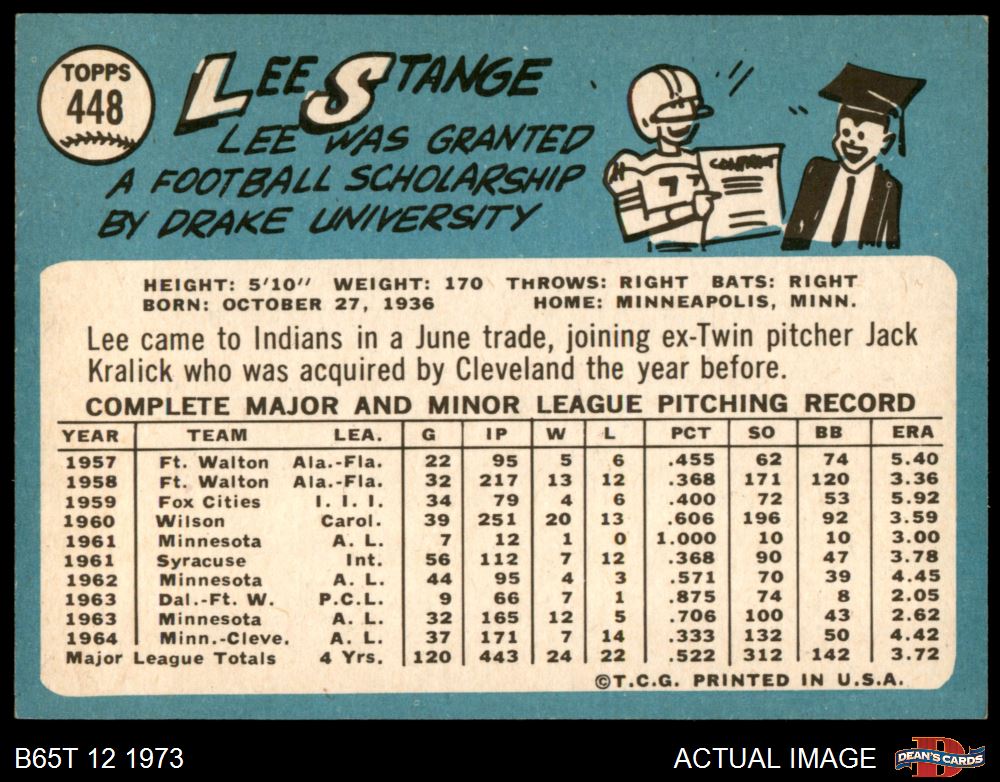 TOPPS
448
LEE STANGE
LEE WAS GRANTED
A FOOTBALL SCHOLARSHIP
BY DRAKE UNIVERSITY
CONTRACT
77
HEIGHT: 5'10" WEIGHT: 170 THROWS: RIGHT BATS: RIGHT
BORN: OCTOBER 27, 1936 HOME: MINNEAPOLIS, MINN.
Lee came to Indians in a June trade, joining ex-Twin pitcher Jack
Kralick who was acquired by Cleveland the year before.
COMPLETE MAJOR AND MINOR LEAGUE PITCHING RECORD
YEAR TEAM LEA. G IP W L PCT SO BB ERA
1957 Ft. Walton Ala.-Fla. 22 95 5 6 .455 62 74 5.40
1958 Ft. Walton Ala.-Fla. 32 217 13 12 .368 171 120 3.36
1959 Fox Cities I. I. I. 34 79 4 6 .400 72 53 5.92
1960 Wilson Carol. 39 251 20 13 .606 196 92 3.59
1961 Minnesota A. L. 7 12 1 0 1.000 10 10 3.00
1961 Syracuse Int. 56 112 7 12 .368 90 47 3.78
1962 Minnesota A. L. 44 95 4 3 .571 70 39 4.45
1963 Dal.-Ft. W. P.C.L. 9 66 7 1 .875 74 8 2.05
1963 Minnesota A. L. 32 165 12 5 .706 100 43 2.62
1964 Minn.-Cleve. A. L. 37 171 7 14 .333 132 50 4.42
Major League Totals 4 Yrs. 120 443 24 22 .522 312 142 3.72
©T.C.G. PRINTED IN U.S.A.
B65T 12 1973 ACTUAL IMAGE
D
DEAN'S CARDS